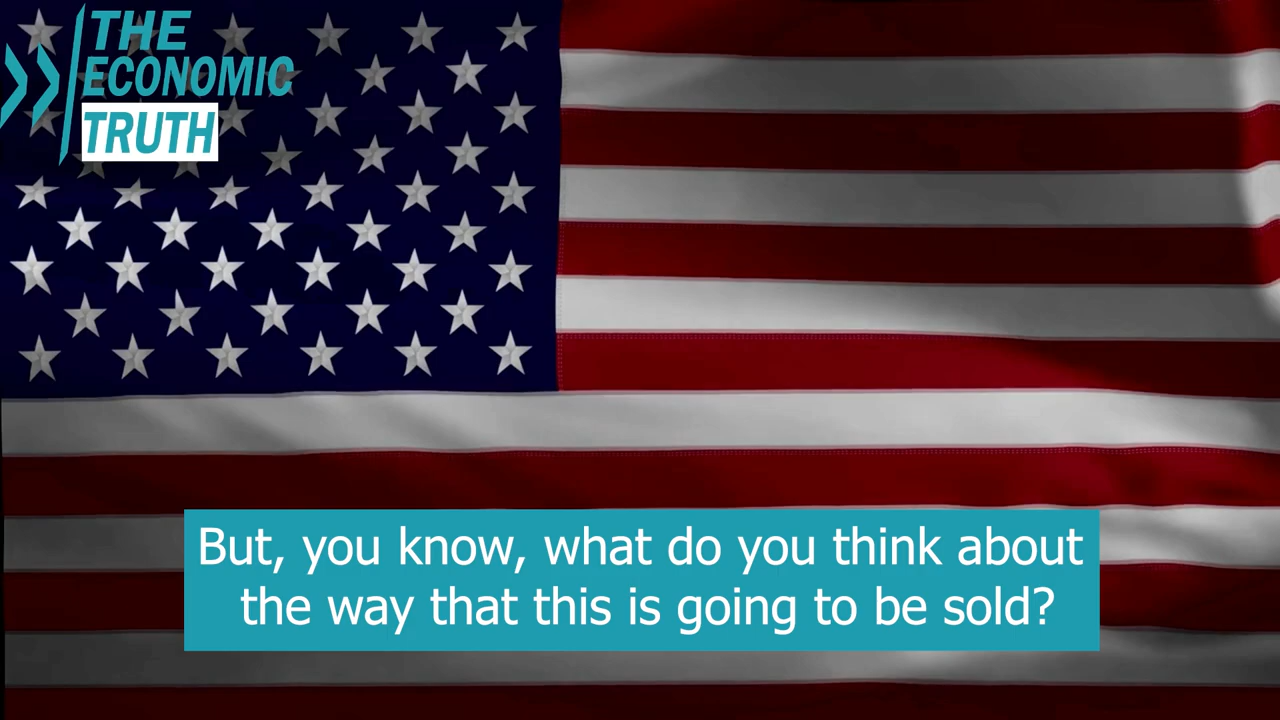 THE
ECONOMIC
TRUTH
But, you know, what do you think about
the way that this is going to be sold?